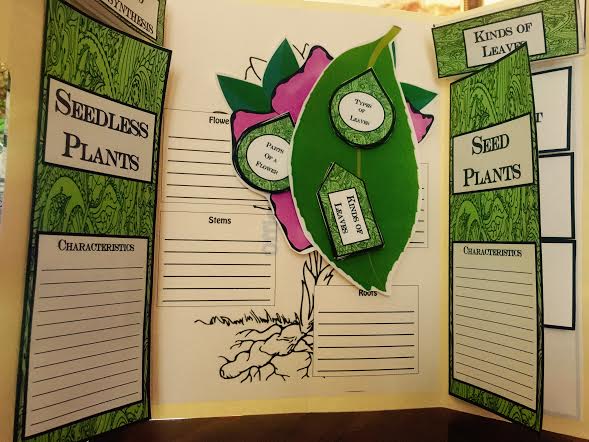 SYNTHESIS
SEEDLESS
PLANTS
CHARACTERISTICS
Flowe
Stems
PARTS
OF A
FLOWER
TYPES
OF
LEAVES
KINDS OF
LEAVES
Roots
KINDS OF
LEAVES
SEED
PLANTS
CHARACTERISTICS
T